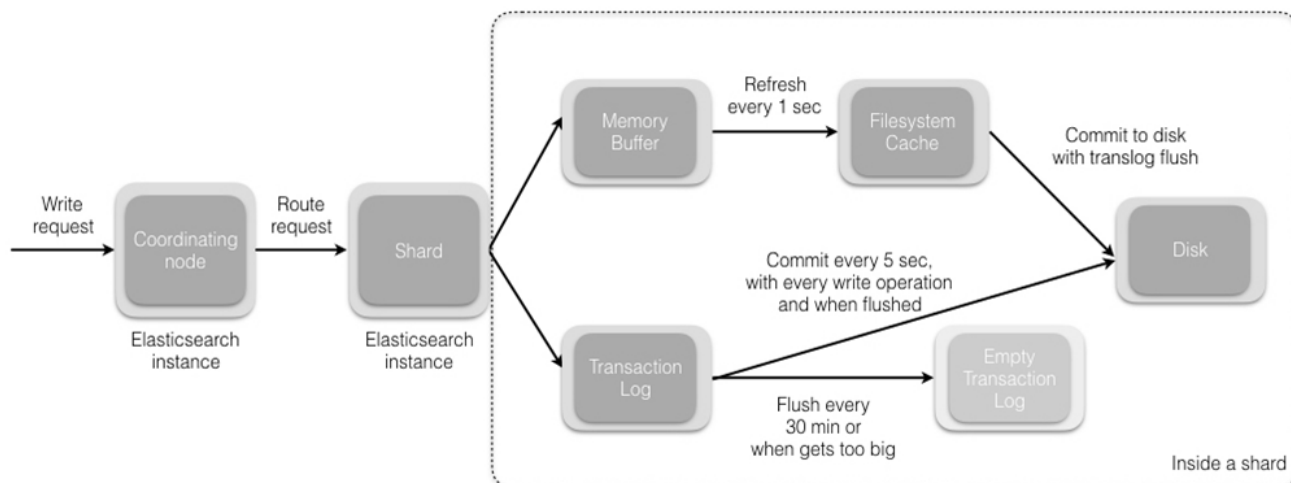 Write
request
Coordinating
node
Elasticsearch
instance
Route
request
Shard
Elasticsearch
instance
Memory
Buffer
Refresh
every 1 sec
Filesystem
Cache
Commit to disk
with translog flush
Disk
Commit every 5 sec,
with every write operation
and when flushed
Transaction
Log
Flush every
30 min or
when gets too big
Empty
Transaction
Log
Inside a shard